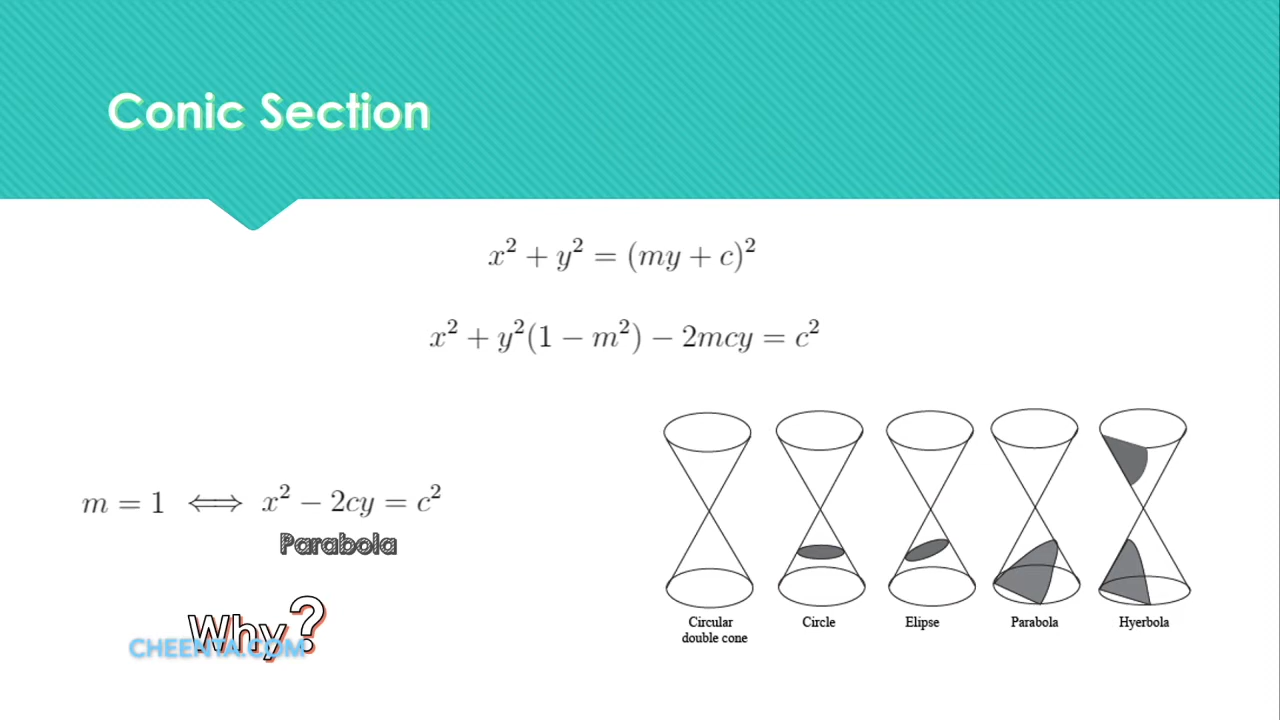 Conic Section
x² + y² = (my + c)²
x² + y²(1 − m²) − 2mcy = c²
m = 1 ⟺ x² − 2cy = c²
Parabola
Why?
CHEENTA.COM
Circular double cone
Circle
Elipse
Parabola
Hyerbola